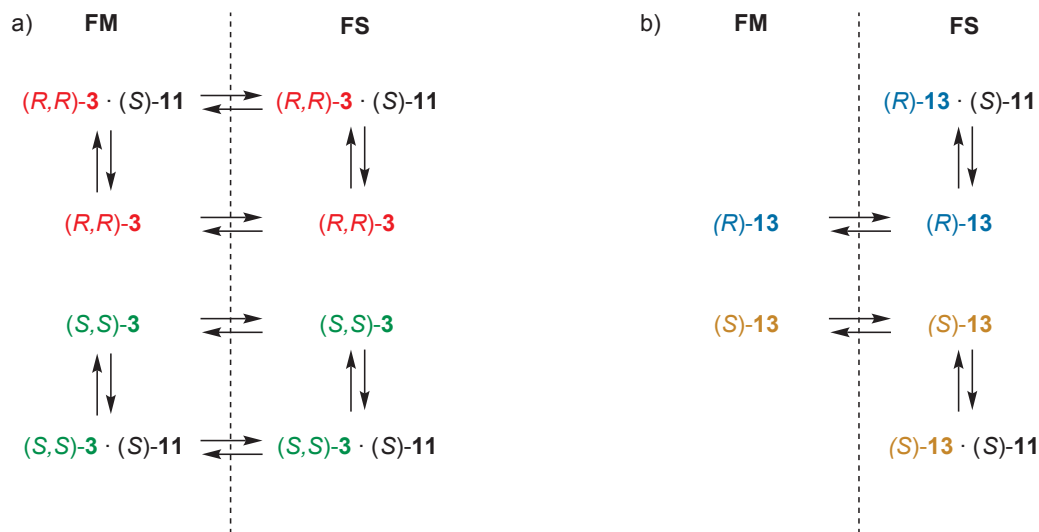 a) FM FS
(R,R)-3 · (S)-11 (R,R)-3 · (S)-11
(R,R)-3 (R,R)-3
(S,S)-3 (S,S)-3
(S,S)-3 · (S)-11 (S,S)-3 · (S)-11
b) FM FS
(R)-13 · (S)-11
(R)-13 (R)-13
(S)-13 (S)-13
(S)-13 · (S)-11